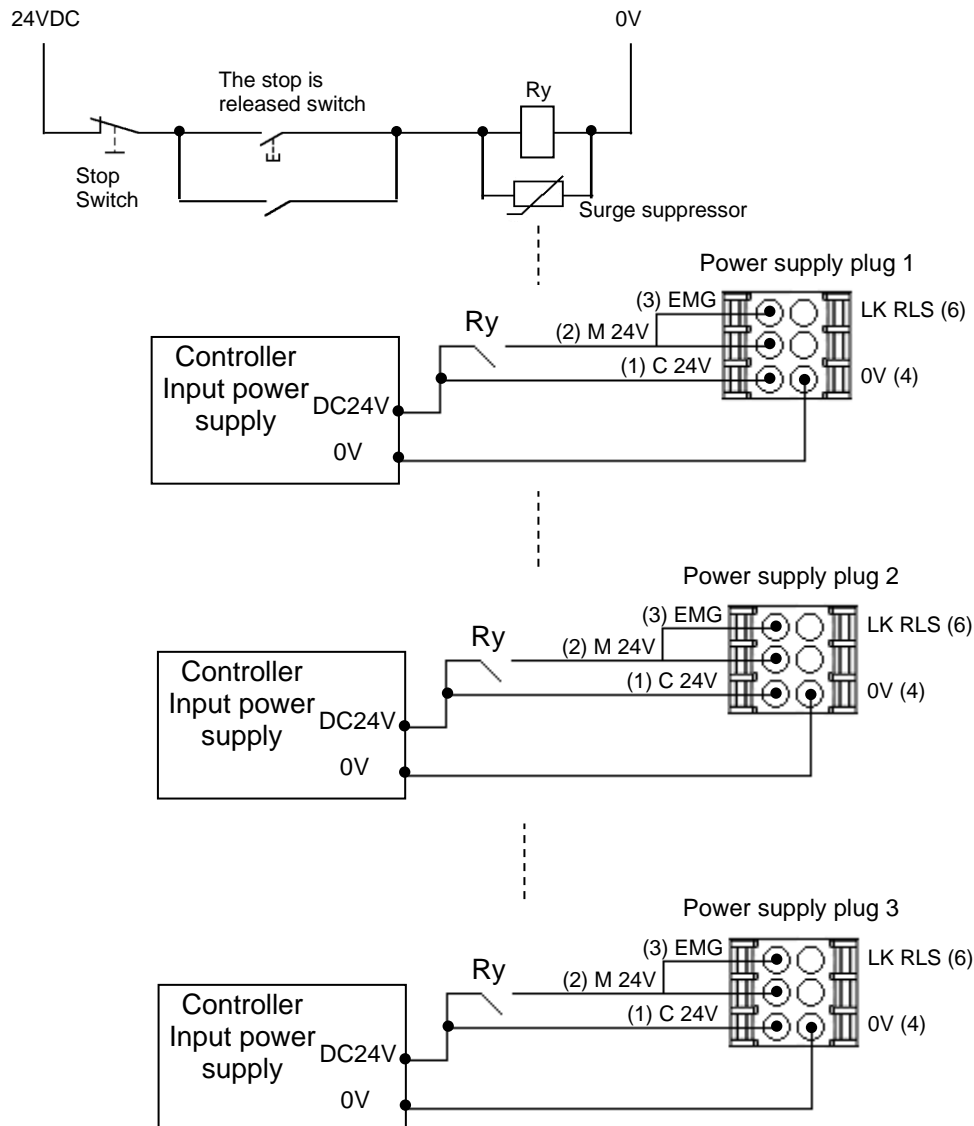 24VDC
0V
The stop is
released switch
Ry
Stop
Switch
Surge suppressor
Power supply plug 1
(3) EMG
LK RLS (6)
Ry
(2) M 24V
(1) C 24V
0V (4)
Controller
Input power
supply
DC24V
0V
Power supply plug 2
(3) EMG
LK RLS (6)
Ry
(2) M 24V
(1) C 24V
0V (4)
Controller
Input power
supply
DC24V
0V
Power supply plug 3
(3) EMG
LK RLS (6)
Ry
(2) M 24V
(1) C 24V
0V (4)
Controller
Input power
supply
DC24V
0V